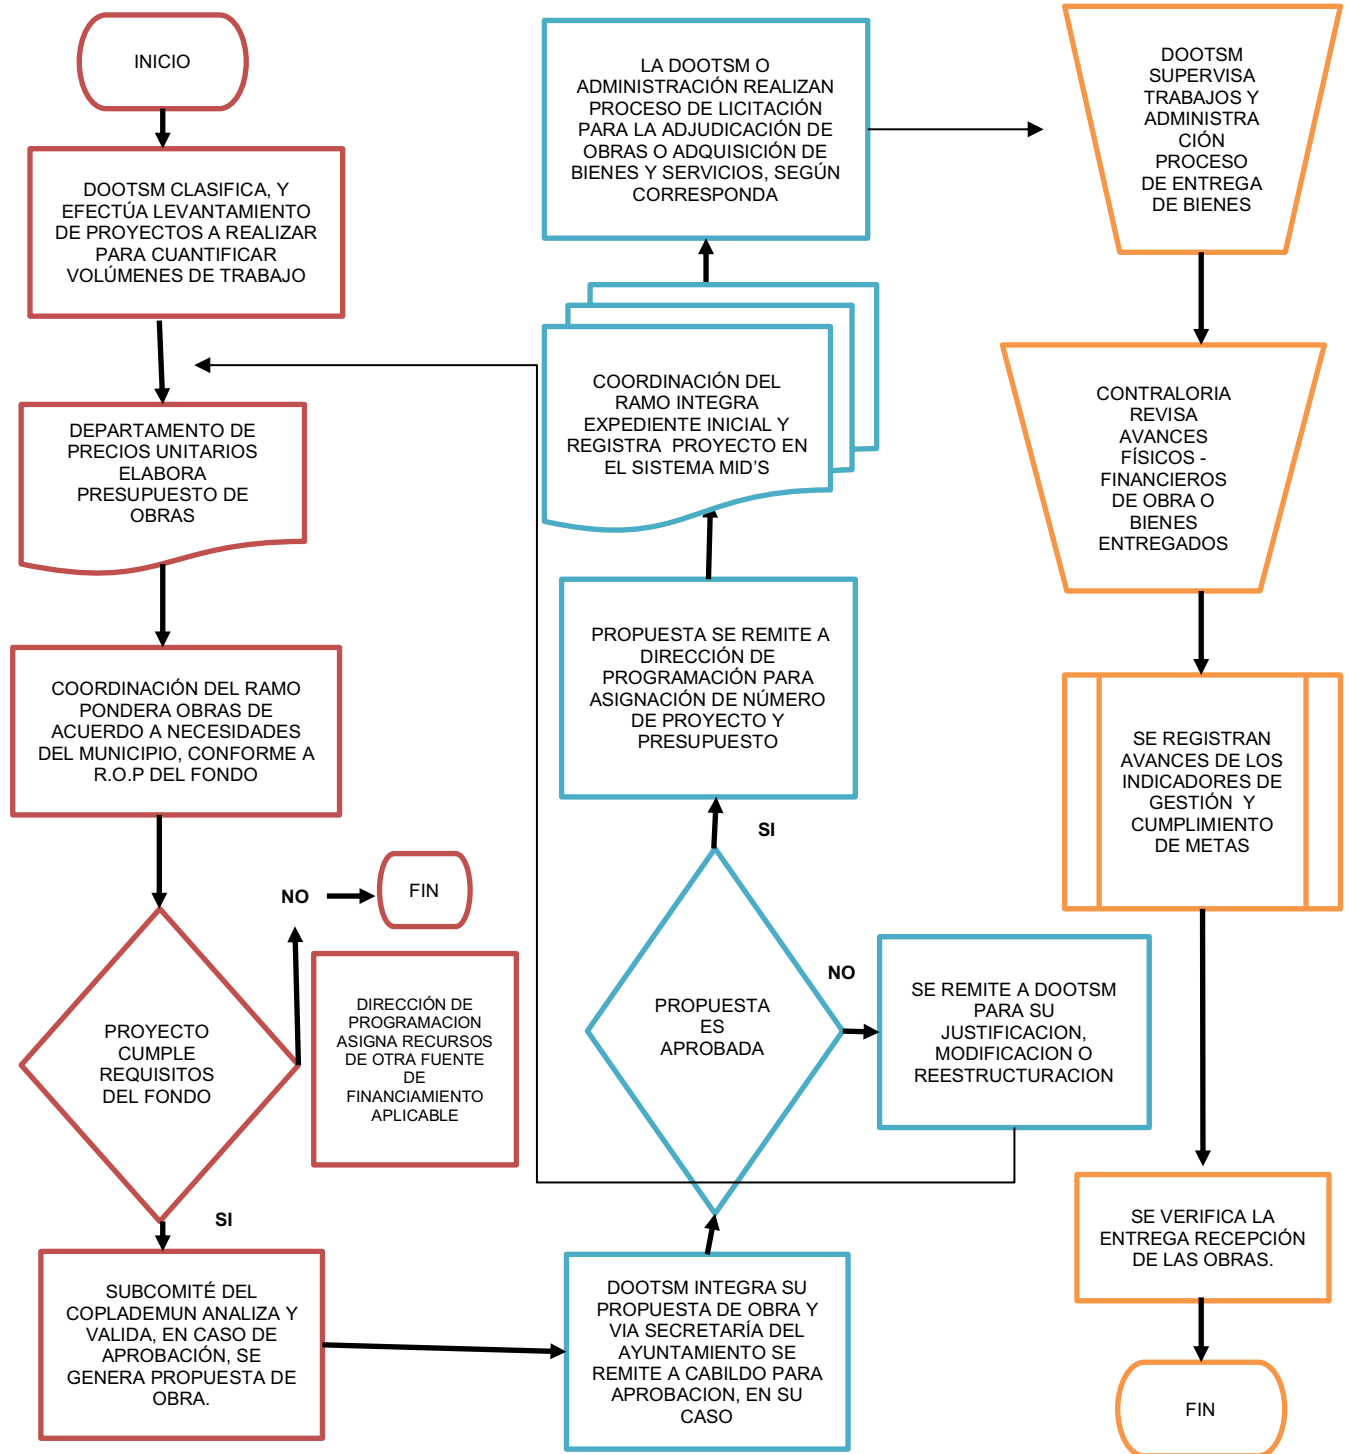 INICIO
DOOTSM CLASIFICA, Y
EFECTÚA LEVANTAMIENTO
DE PROYECTOS A REALIZAR
PARA CUANTIFICAR
VOLÚMENES DE TRABAJO
DEPARTAMENTO DE
PRECIOS UNITARIOS
ELABORA
PRESUPUESTO DE
OBRAS
COORDINACIÓN DEL RAMO
PONDERA OBRAS DE
ACUERDO A NECESIDADES
DEL MUNICIPIO, CONFORME A
R.O.P DEL FONDO
PROYECTO
CUMPLE
REQUISITOS
DEL FONDO
NO
FIN
DIRECCIÓN DE
PROGRAMACION
ASIGNA RECURSOS
DE OTRA FUENTE
DE
FINANCIAMIENTO
APLICABLE
SI
SUBCOMITÉ DEL
COPLADEMUN ANALIZA Y
VALIDA, EN CASO DE
APROBACIÓN, SE
GENERA PROPUESTA DE
OBRA.
LA DOOTSM O
ADMINISTRACIÓN REALIZAN
PROCESO DE LICITACIÓN
PARA LA ADJUDICACIÓN DE
OBRAS O ADQUISICIÓN DE
BIENES Y SERVICIOS, SEGÚN
CORRESPONDA
COORDINACIÓN DEL
RAMO INTEGRA
EXPEDIENTE INICIAL Y
REGISTRA PROYECTO EN
EL SISTEMA MID'S
PROPUESTA SE REMITE A
DIRECCIÓN DE
PROGRAMACIÓN PARA
ASIGNACIÓN DE NÚMERO
DE PROYECTO Y
PRESUPUESTO
SI
PROPUESTA
ES
APROBADA
NO
SE REMITE A DOOTSM
PARA SU
JUSTIFICACION,
MODIFICACION O
REESTRUCTURACION
DOOTSM INTEGRA SU
PROPUESTA DE OBRA Y
VIA SECRETARÍA DEL
AYUNTAMIENTO SE
REMITE A CABILDO PARA
APROBACION, EN SU
CASO
DOOTSM
SUPERVISA
TRABAJOS Y
ADMINISTRA
CIÓN
PROCESO
DE ENTREGA
DE BIENES
CONTRALORIA
REVISA
AVANCES
FÍSICOS -
FINANCIEROS
DE OBRA O
BIENES
ENTREGADOS
SE REGISTRAN
AVANCES DE LOS
INDICADORES DE
GESTIÓN Y
CUMPLIMIENTO
DE METAS
SE VERIFICA LA
ENTREGA RECEPCIÓN
DE LAS OBRAS.
FIN